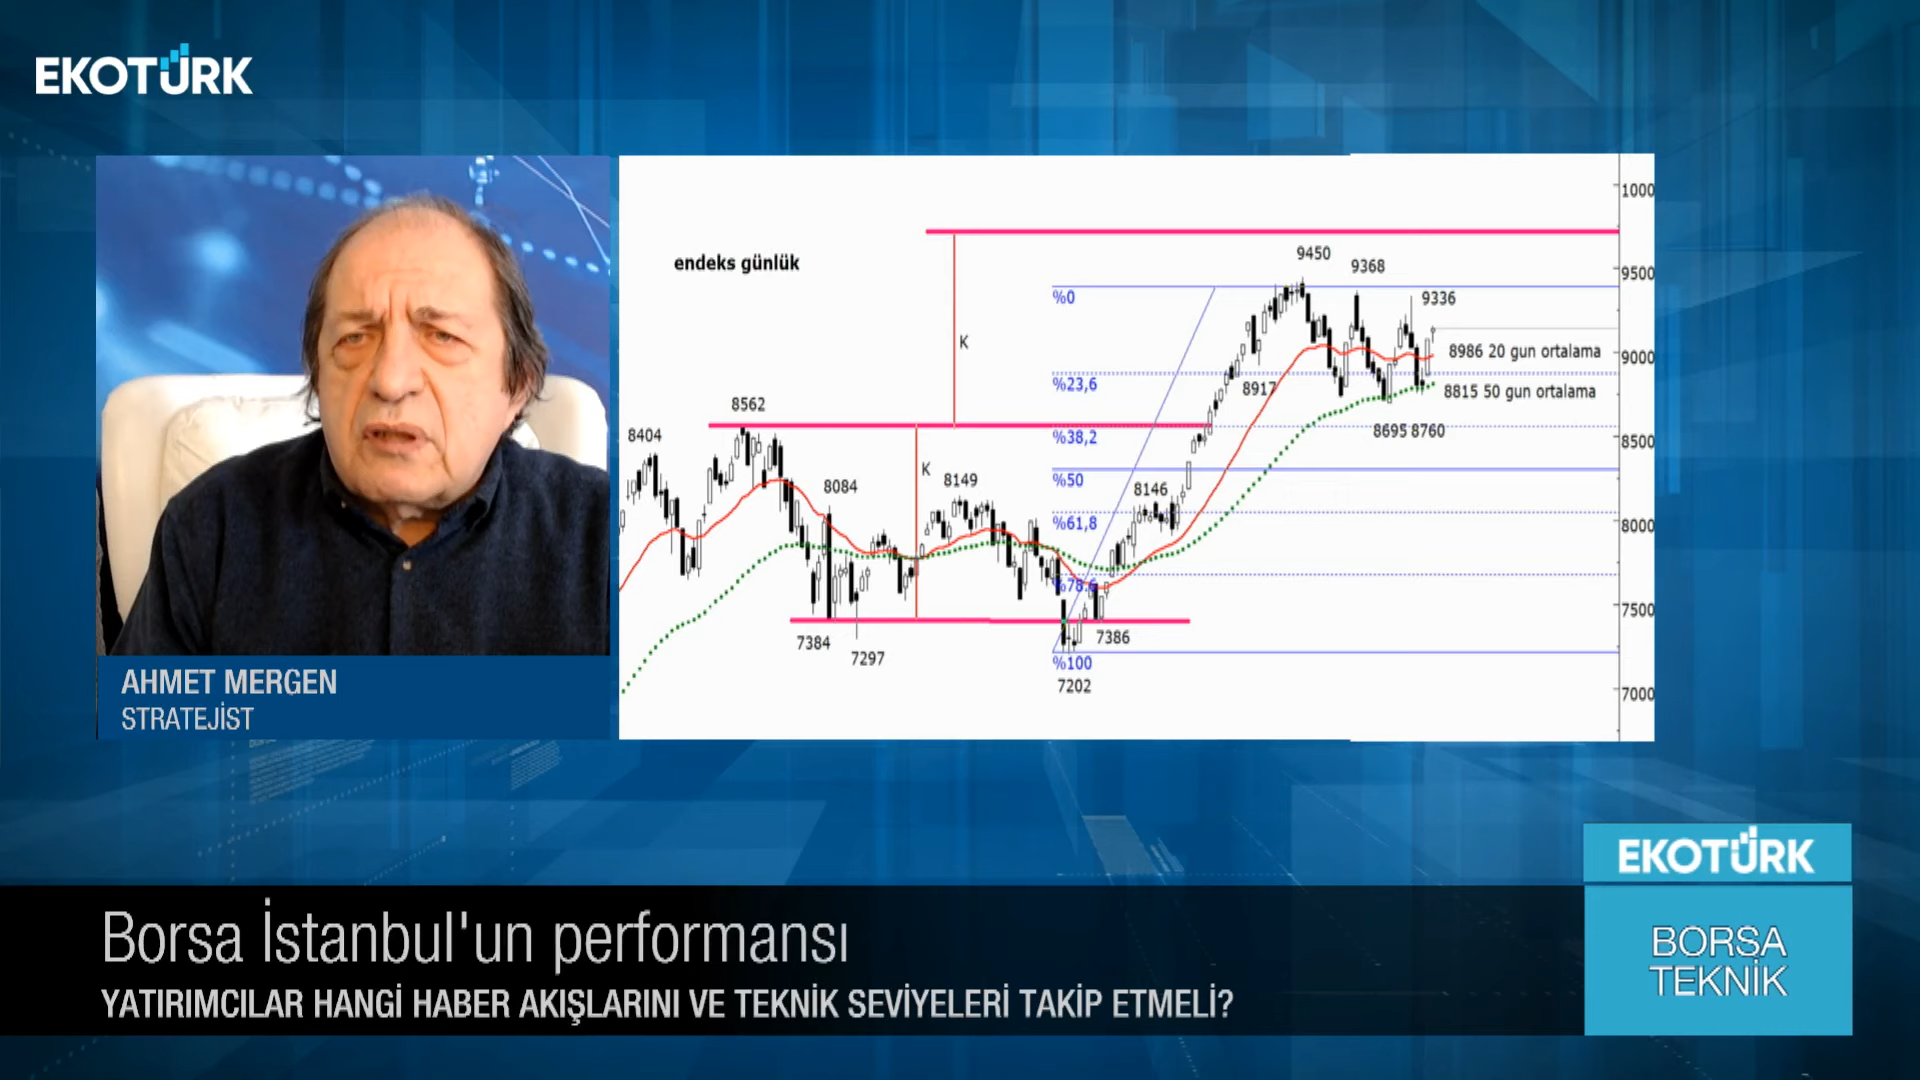 EKOTÜRK
endeks günlük
1000
9500
9000
8500
8000
7500
7000
9450
9368
9336
%0
K
8986 20 gun ortalama
%23,6
8917
8815 50 gun ortalama
8562
8404
%38,2
8695 8760
K
8084
8149
%50
8146
%61,8
%78.6
7384
7386
7297
%100
7202
AHMET MERGEN
STRATEJİST
EKOTÜRK
BORSA
TEKNİK
Borsa İstanbul'un performansı
YATIRIMCILAR HANGİ HABER AKIŞLARINI VE TEKNİK SEVİYELERİ TAKİP ETMELİ?